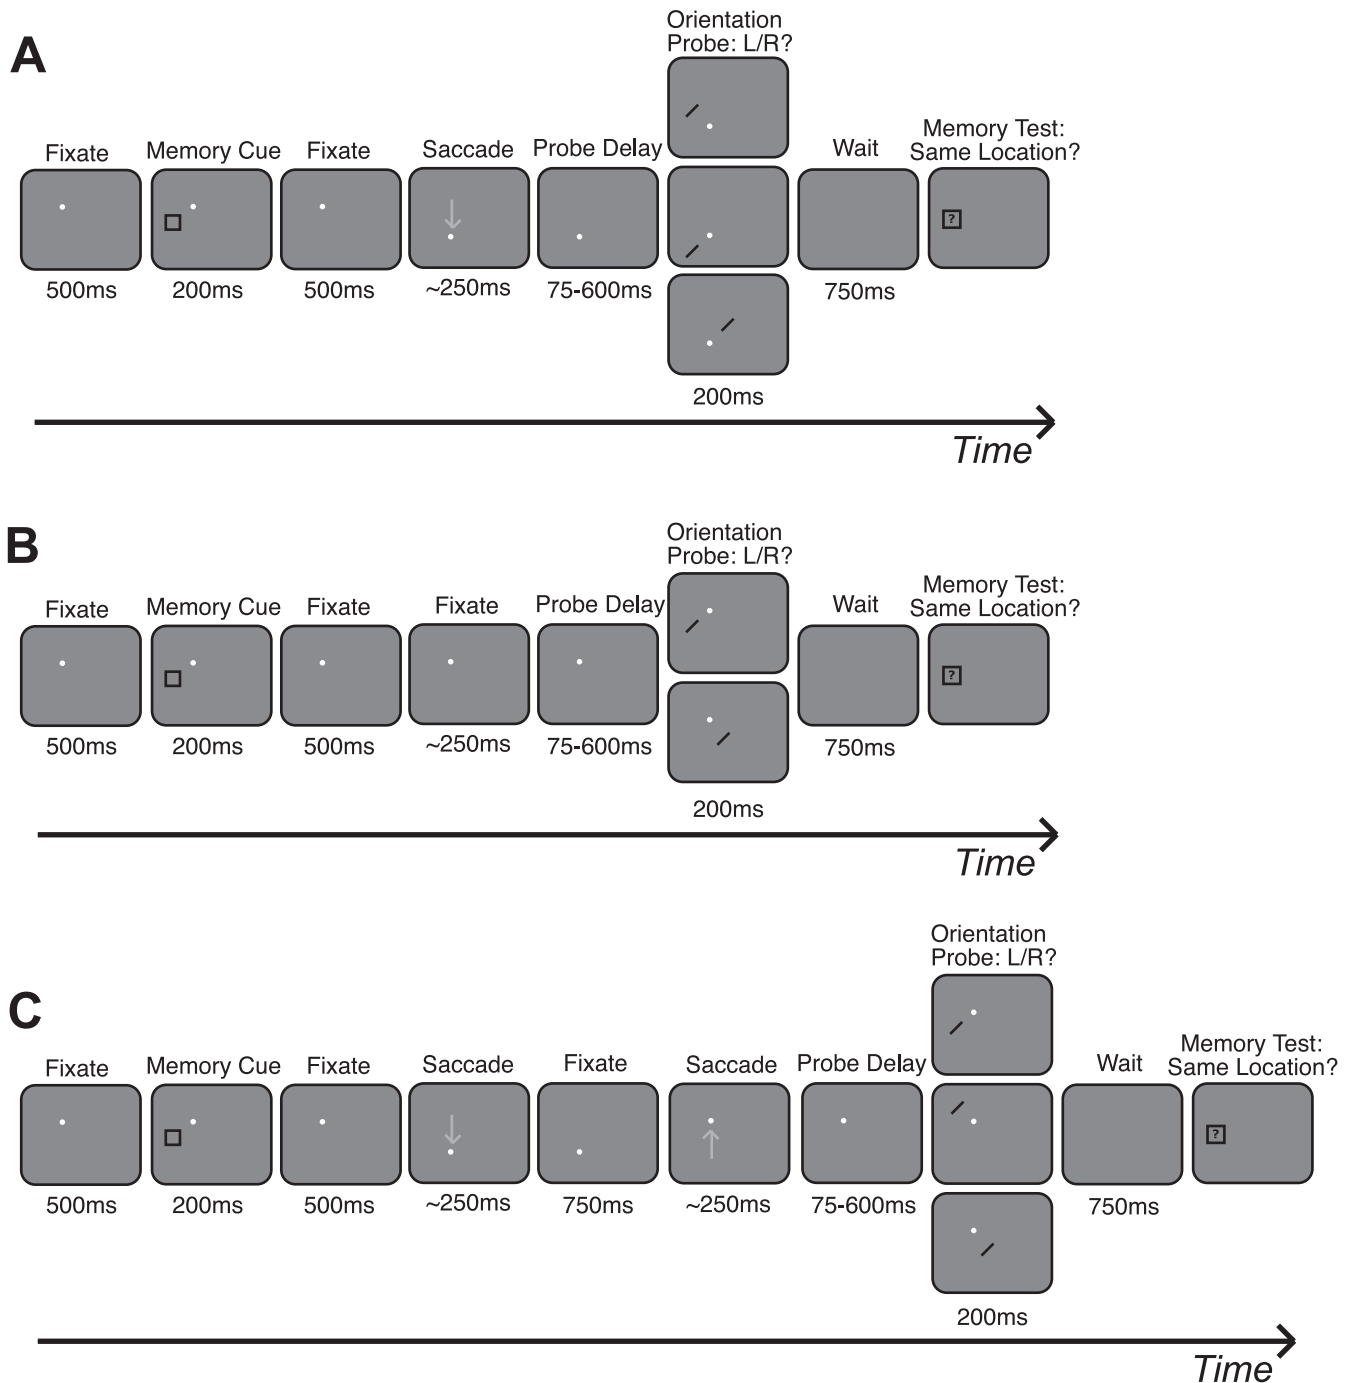 Orientation
Probe: L/R?
A
Fixate Memory Cue Fixate Saccade Probe Delay Wait Memory Test:
Same Location?
?
500ms 200ms 500ms ~250ms 75-600ms 750ms
200ms
Time
Orientation
Probe: L/R?
B
Fixate Memory Cue Fixate Fixate Probe Delay Wait Memory Test:
Same Location?
?
500ms 200ms 500ms ~250ms 75-600ms 750ms
200ms
Time
Orientation
Probe: L/R?
C
Fixate Memory Cue Fixate Saccade Fixate Saccade Probe Delay Wait Memory Test:
Same Location?
?
500ms 200ms 500ms ~250ms 750ms ~250ms 75-600ms 750ms
200ms
Time